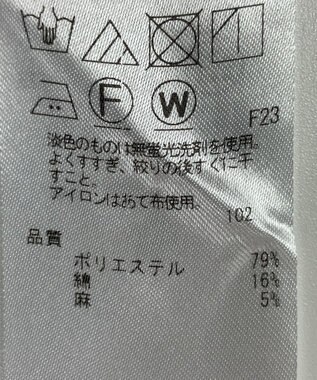 F W
F23
淡色のものは無蛍光洗剤を使用。
よくすすぎ、絞りの後すぐに干
すこと。
アイロンはあて布使用。
102
品質
ポリエステル 79%
綿 16%
麻 5%